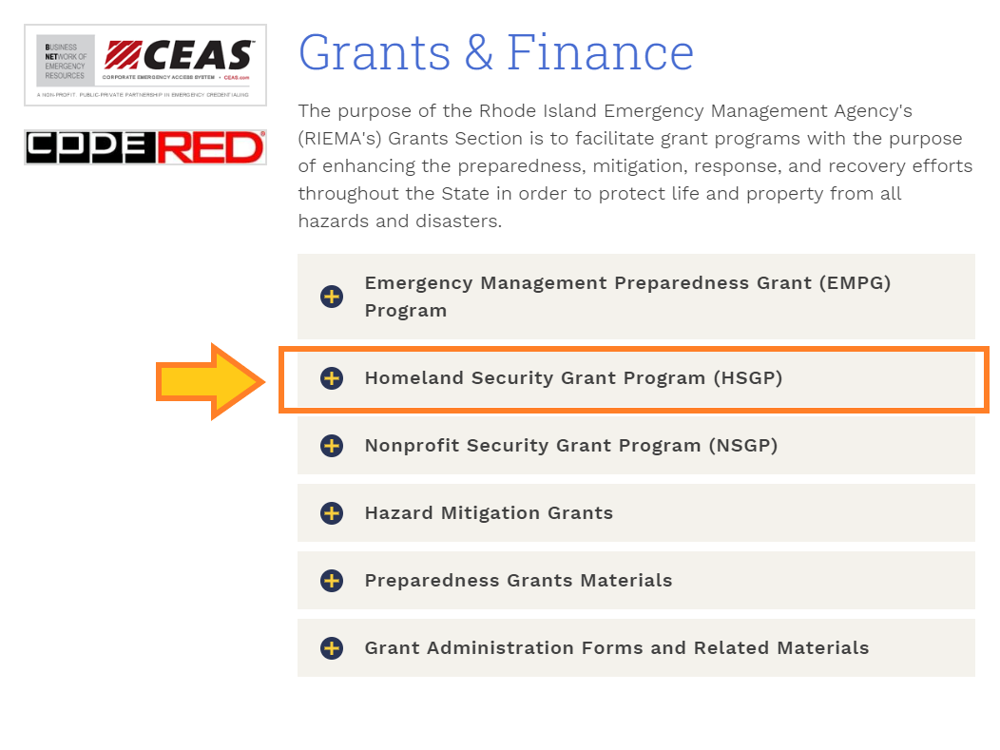 BUSINESS
NETWORK OF
EMERGENCY
RESOURCES
CEAS™
CORPORATE EMERGENCY ACCESS SYSTEM • CEAS.com
A NON-PROFIT PUBLIC-PRIVATE PARTNERSHIP IN EMERGENCY CREDENTIALING
CODE RED®
Grants & Finance
The purpose of the Rhode Island Emergency Management Agency's
(RIEMA's) Grants Section is to facilitate grant programs with the purpose
of enhancing the preparedness, mitigation, response, and recovery efforts
throughout the State in order to protect life and property from all
hazards and disasters.
Emergency Management Preparedness Grant (EMPG)
Program
Homeland Security Grant Program (HSGP)
Nonprofit Security Grant Program (NSGP)
Hazard Mitigation Grants
Preparedness Grants Materials
Grant Administration Forms and Related Materials